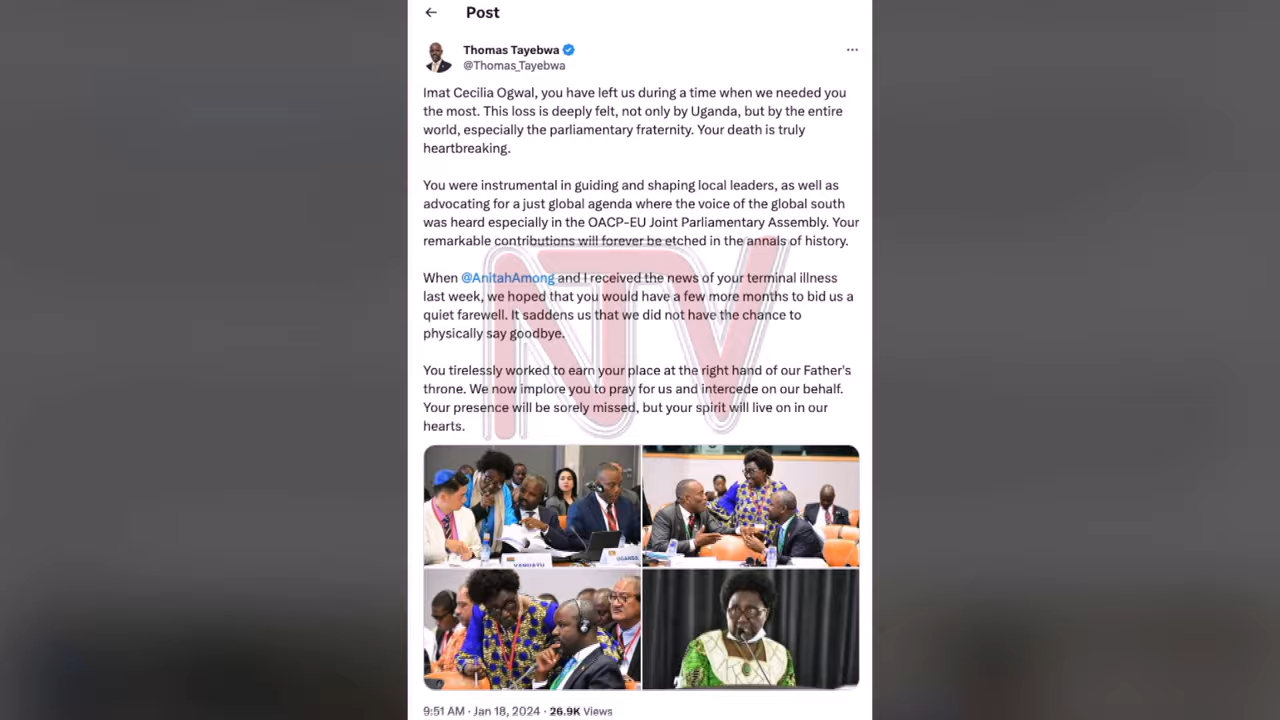 Post
Thomas Tayebwa
@Thomas_Tayebwa
Imat Cecilia Ogwal, you have left us during a time when we needed you
the most. This loss is deeply felt, not only by Uganda, but by the entire
world, especially the parliamentary fraternity. Your death is truly
heartbreaking.
You were instrumental in guiding and shaping local leaders, as well as
advocating for a just global agenda where the voice of the global south
was heard especially in the OACP-EU Joint Parliamentary Assembly. Your
remarkable contributions will forever be etched in the annals of history.
When @AnitahAmong and I received the news of your terminal illness
last week, we hoped that you would have a few more months to bid us a
quiet farewell. It saddens us that we did not have the chance to
physically say goodbye.
You tirelessly worked to earn your place at the right hand of our Father's
throne. We now implore you to pray for us and intercede on our behalf.
Your presence will be sorely missed, but your spirit will live on in our
hearts.
NTV
VANUATU
UGANDA
9:51 AM · Jan 18, 2024 · 26.9K Views